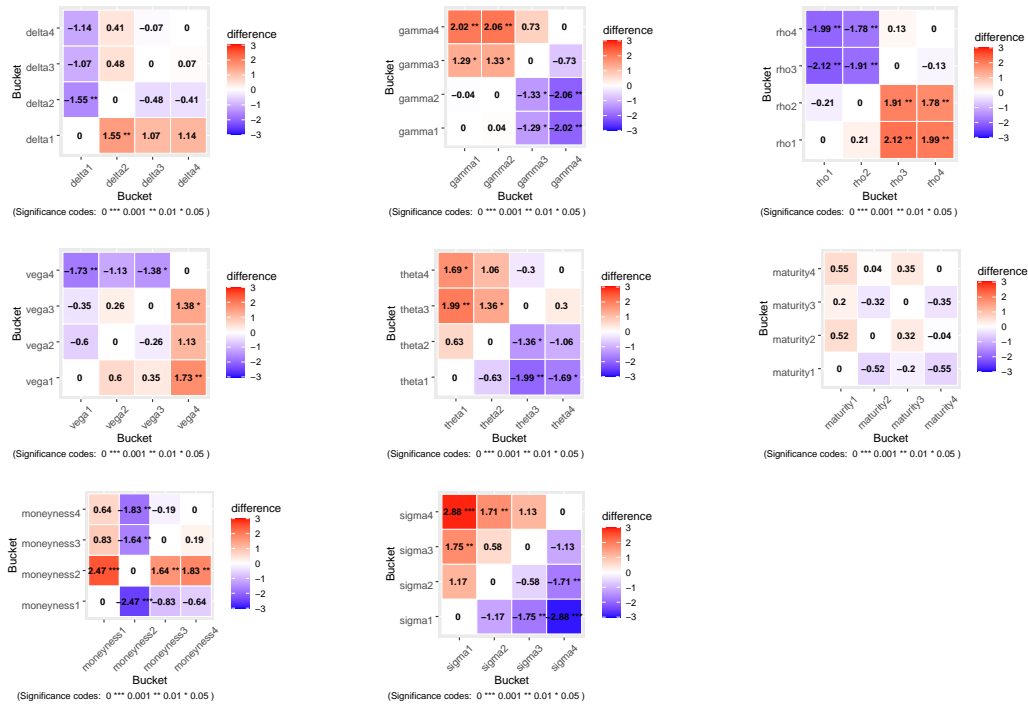 difference
delta4 −1.14 0.41 −0.07 0
delta3 −1.07 0.48 0 0.07
delta2 −1.55 ** 0 −0.48 −0.41
delta1 0 1.55 ** 1.07 1.14
delta1 delta2 delta3 delta4
Bucket
Bucket
3
2
1
0
−1
−2
−3
(Significance codes: 0 *** 0.001 ** 0.01 * 0.05 )
difference
gamma4 2.02 ** 2.06 ** 0.73 0
gamma3 1.29 * 1.33 * 0 −0.73
gamma2 −0.04 0 −1.33 * −2.06 **
gamma1 0 0.04 −1.29 * −2.02 **
gamma1 gamma2 gamma3 gamma4
Bucket
Bucket
3
2
1
0
−1
−2
−3
(Significance codes: 0 *** 0.001 ** 0.01 * 0.05 )
difference
rho4 −1.99 ** −1.78 ** 0.13 0
rho3 −2.12 ** −1.91 ** 0 −0.13
rho2 −0.21 0 1.91 ** 1.78 **
rho1 0 0.21 2.12 ** 1.99 **
rho1 rho2 rho3 rho4
Bucket
Bucket
3
2
1
0
−1
−2
−3
(Significance codes: 0 *** 0.001 ** 0.01 * 0.05 )
difference
vega4 −1.73 ** −1.13 −1.38 * 0
vega3 −0.35 0.26 0 1.38 *
vega2 −0.6 0 −0.26 1.13
vega1 0 0.6 0.35 1.73 **
vega1 vega2 vega3 vega4
Bucket
Bucket
3
2
1
0
−1
−2
−3
(Significance codes: 0 *** 0.001 ** 0.01 * 0.05 )
difference
theta4 1.69 * 1.06 −0.3 0
theta3 1.99 ** 1.36 * 0 0.3
theta2 0.63 0 −1.36 * −1.06
theta1 0 −0.63 −1.99 ** −1.69 *
theta1 theta2 theta3 theta4
Bucket
Bucket
3
2
1
0
−1
−2
−3
(Significance codes: 0 *** 0.001 ** 0.01 * 0.05 )
difference
maturity4 0.55 0.04 0.35 0
maturity3 0.2 −0.32 0 −0.35
maturity2 0.52 0 0.32 −0.04
maturity1 0 −0.52 −0.2 −0.55
maturity1 maturity2 maturity3 maturity4
Bucket
Bucket
3
2
1
0
−1
−2
−3
(Significance codes: 0 *** 0.001 ** 0.01 * 0.05 )
difference
moneyness4 0.64 −1.83 ** −0.19 0
moneyness3 0.83 −1.64 ** 0 0.19
moneyness2 2.47 *** 0 1.64 ** 1.83 **
moneyness1 0 −2.47 *** −0.83 −0.64
moneyness1 moneyness2 moneyness3 moneyness4
Bucket
Bucket
3
2
1
0
−1
−2
−3
(Significance codes: 0 *** 0.001 ** 0.01 * 0.05 )
difference
sigma4 2.88 *** 1.71 ** 1.13 0
sigma3 1.75 ** 0.58 0 −1.13
sigma2 1.17 0 −0.58 −1.71 **
sigma1 0 −1.17 −1.75 ** −2.88 ***
sigma1 sigma2 sigma3 sigma4
Bucket
Bucket
3
2
1
0
−1
−2
−3
(Significance codes: 0 *** 0.001 ** 0.01 * 0.05 )